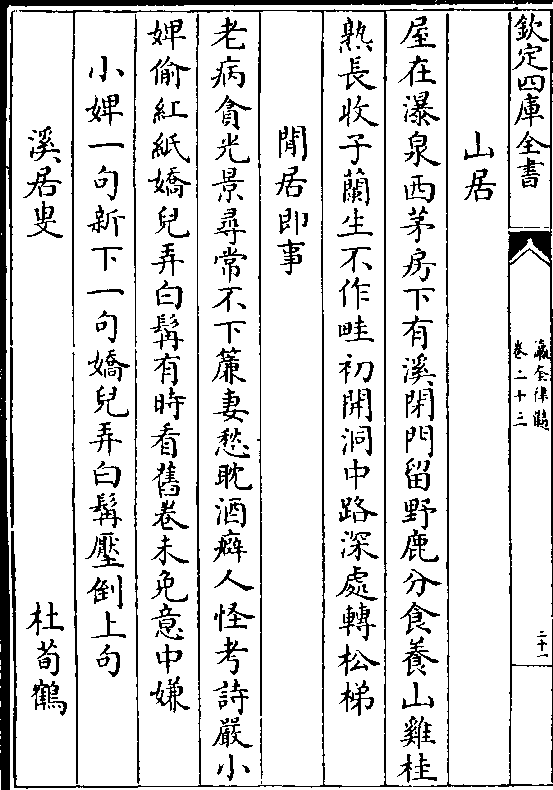 欽定四庫全書
瀛奎律髓
卷二十三
二十一
山居
屋在瀑泉西茅房下有溪閉門留野鹿分食養山雞桂
熟長收子蘭生不作畦初開洞中路深處轉松梯
閒居即事
老病貪光景尋常不下簾妻愁耽酒癖人怪考詩嚴小
婢偷紅紙嬌兒弄白髯有時看舊卷未免意中嫌
小婢一句新下一句嬌兒弄白髯壓倒上句
溪居叟　杜荀鶴